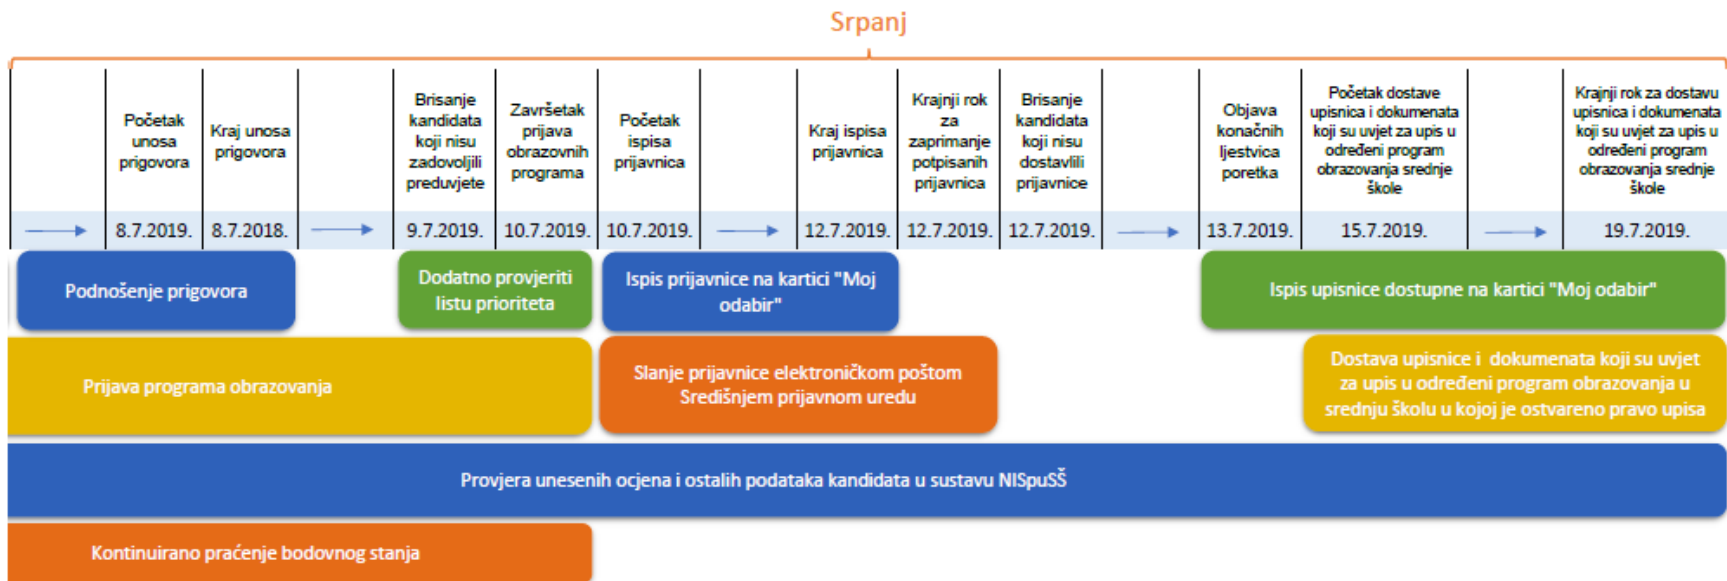 Srpanj
Početak
unosa
prigovora
Kraj unosa
prigovora
Brisanje
kandidata
koji nisu
zadovoljili
preduvjete
Završetak
prijava
obrazovnih
programa
Početak
ispisa
prijavnica
Kraj ispisa
prijavnica
Krajnji rok
za
zaprimanje
potpisanih
prijavnica
Brisanje
kandidata
koji nisu
dostavlili
prijavnice
Objava
konačnih
ljestvica
poretka
Početak dostave
upisnica i dokumenata
koji su uvjet za upis u
određeni program
obrazovanja srednje
škole
Krajnji rok za dostavu
upisnica i dokumenata
koji su uvjet za upis u
određeni program
obrazovanja srednje
škole
8.7.2019. 8.7.2018. 9.7.2019. 10.7.2019. 10.7.2019. 12.7.2019. 12.7.2019. 12.7.2019. 13.7.2019. 15.7.2019. 19.7.2019.
Podnošenje prigovora
Dodatno provjeriti
listu prioriteta
Ispis prijavnice na kartici "Moj
odabir"
Ispis upisnice dostupne na kartici "Moj odabir"
Prijava programa obrazovanja
Slanje prijavnice elektroničkom poštom
Središnjem prijavnom uredu
Dostava upisnice i dokumenata koji su uvjet
za upis u određeni program obrazovanja u
srednju školu u kojoj je ostvareno pravo upisa
Provjera unesenih ocjena i ostalih podataka kandidata u sustavu NISpuSŠ
Kontinuirano praćenje bodovnog stanja